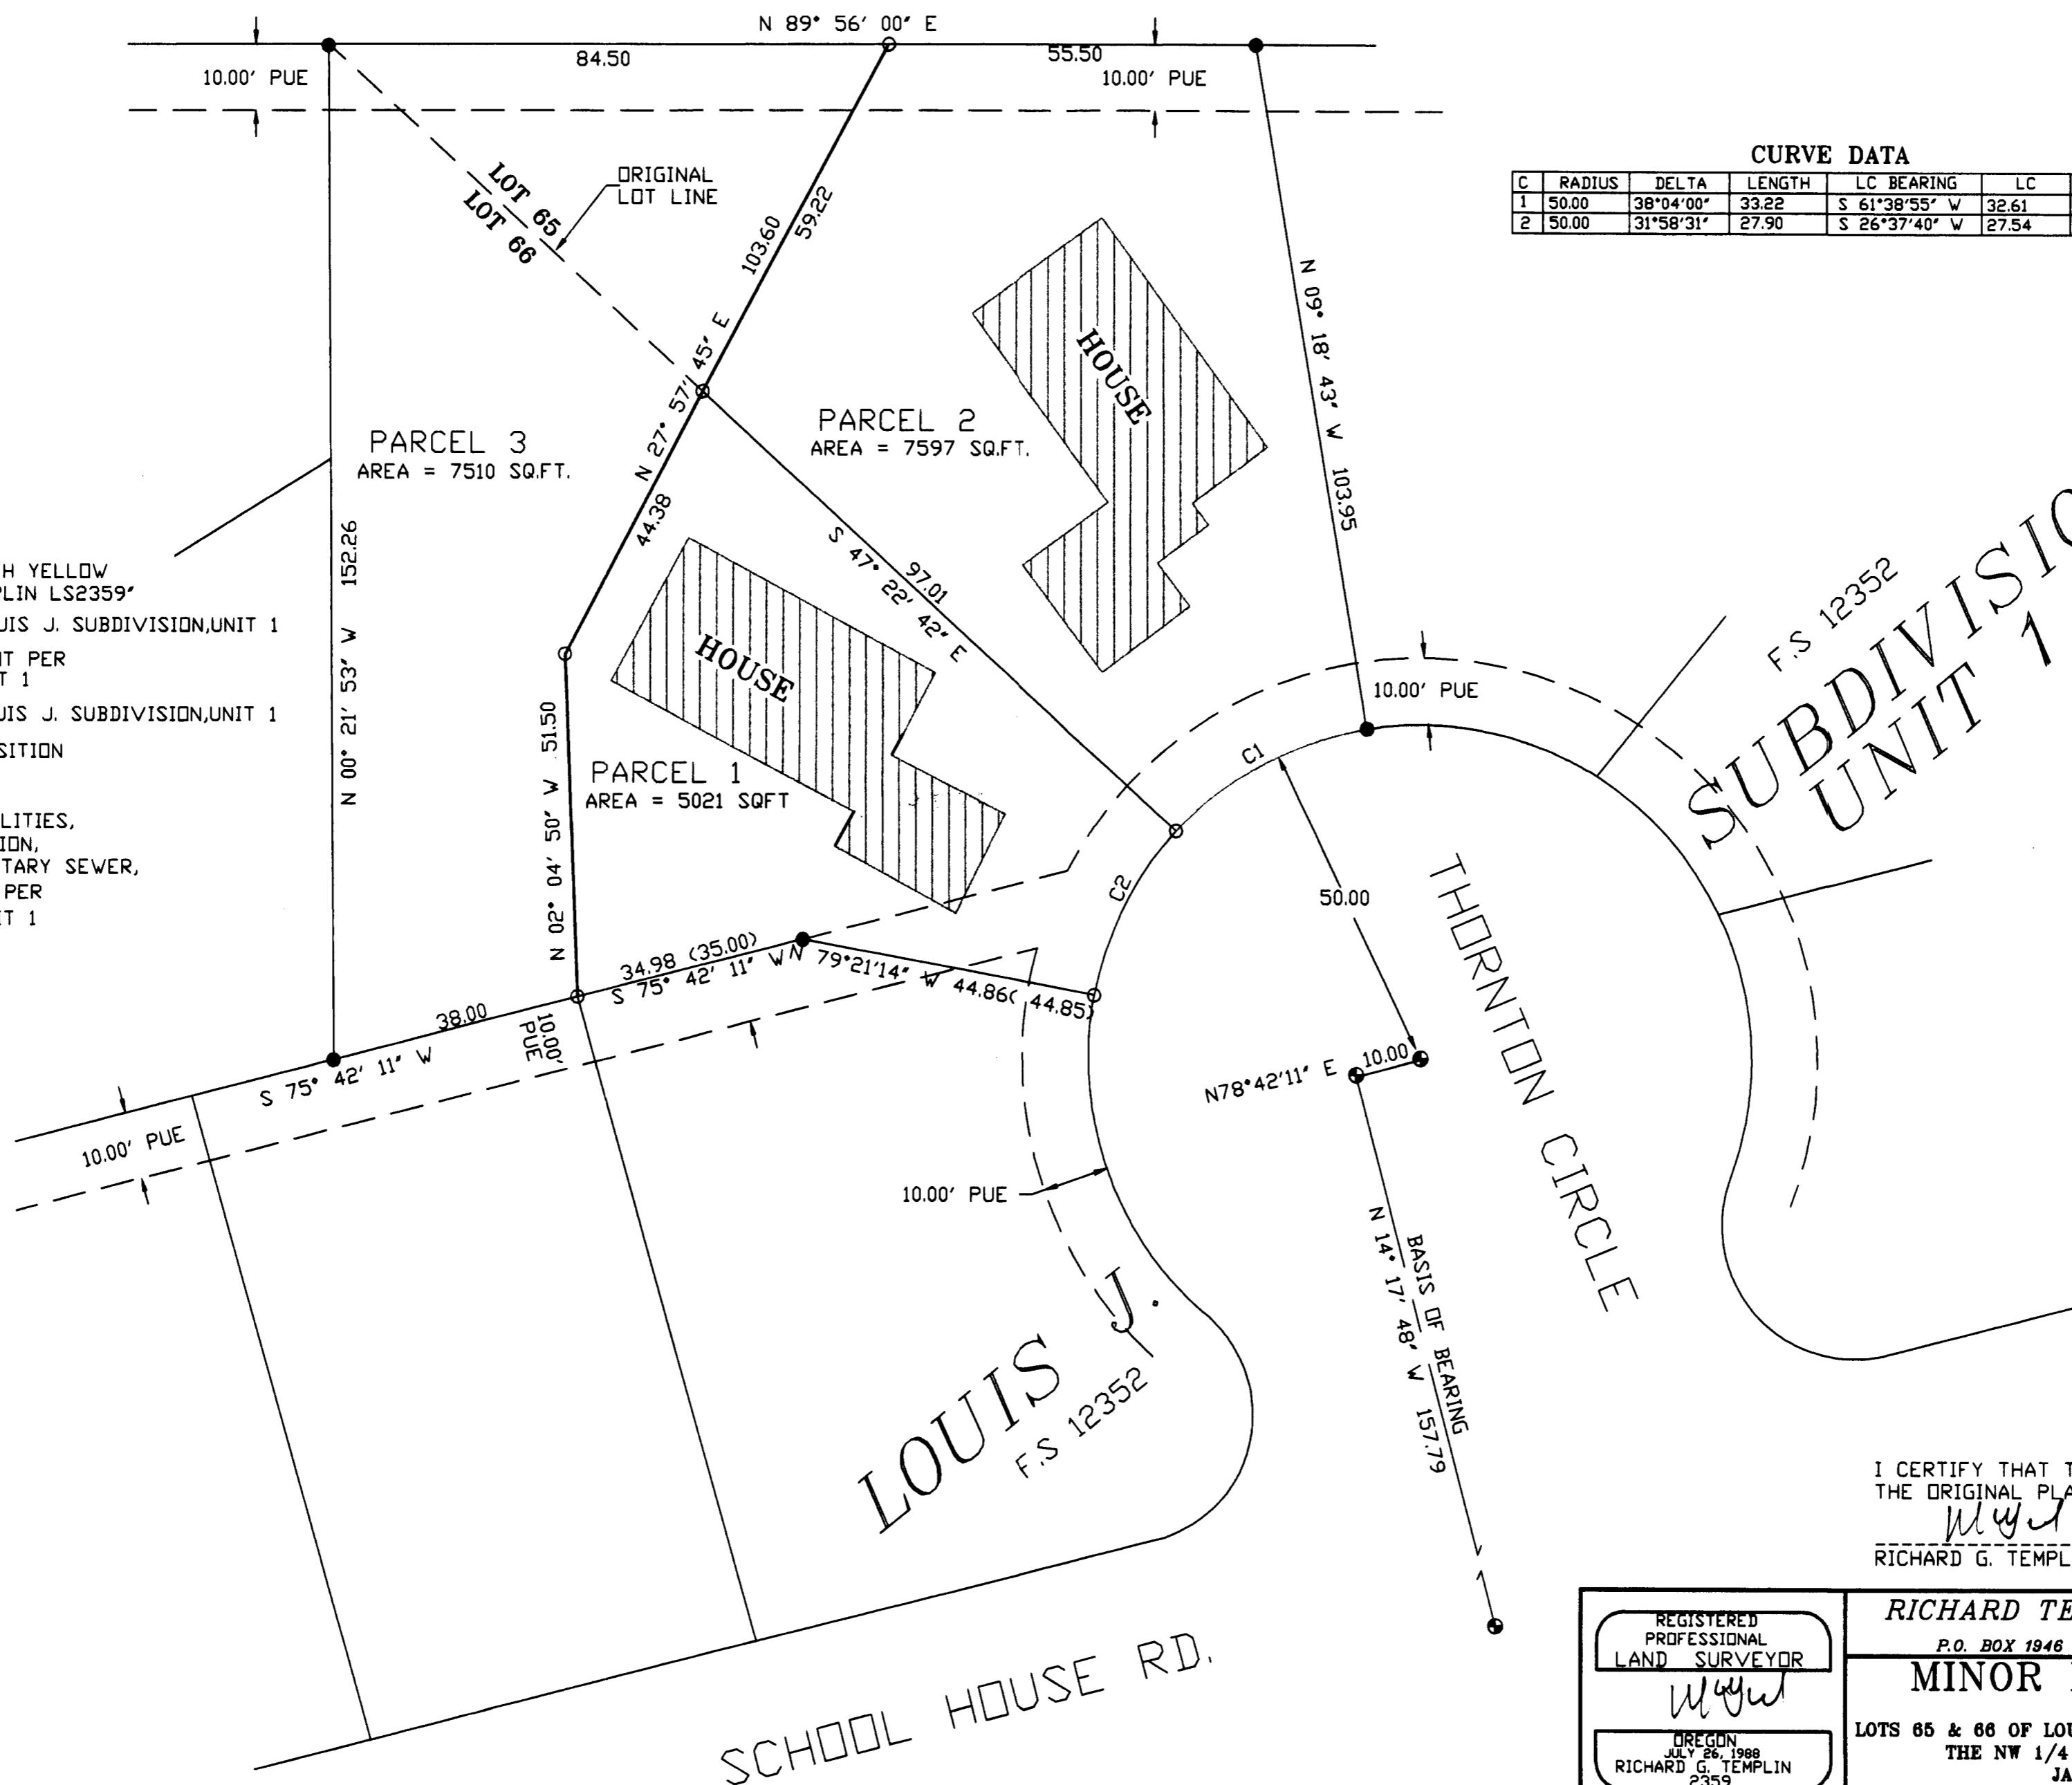 N 89° 56' 00" E
84.50
55.50
10.00' PUE
10.00' PUE
LOT 65
LOT 66
ORIGINAL
LOT LINE
103.60
59.22
N 27° 57' 45" E
44.38
CURVE DATA
C RADIUS DELTA LENGTH LC BEARING LC
1 50.00 38°04'00" 33.22 S 61°38'55" W 32.61
2 50.00 31°58'31" 27.90 S 26°37'40" W 27.54
N 09° 18' 43" W 103.95
HOUSE
PARCEL 2
AREA = 7597 SQ.FT.
PARCEL 3
AREA = 7510 SQ.FT.
N 00° 21' 53" W 152.26
S 47° 22' 42" E
97.01
HOUSE
PARCEL 1
AREA = 5021 SQFT
N 02° 04' 50" W 51.50
H YELLOW
PLIN LS2359"
UIS J. SUBDIVISION,UNIT 1
T PER
T 1
UIS J. SUBDIVISION,UNIT 1
SITION
LITIES,
ION,
TARY SEWER,
PER
IT 1
F.S 12352
SUBDIVISIO
UNIT 1
10.00' PUE
C1
C2
50.00
34.98 (35.00)
S 75° 42' 11" W
N 79°21'14" W 44.86( 44.85)
38.00
S 75° 42' 11" W
10.00'
PUE
10.00' PUE
10.00
N78°42'11" E
THORNTON CIRCLE
10.00' PUE
BASIS OF BEARING
N 14° 17' 48" W 157.79
LOUIS J.
F.S 12352
SCHOOL HOUSE RD.
I CERTIFY THAT T
THE ORIGINAL PLA
RICHARD G. TEMPL
REGISTERED
PROFESSIONAL
LAND SURVEYOR
OREGON
JULY 26, 1988
RICHARD G. TEMPLIN
2359
RICHARD TE
P.O. BOX 1946
MINOR
LOTS 65 & 66 OF LOU
THE NW 1/4
JA